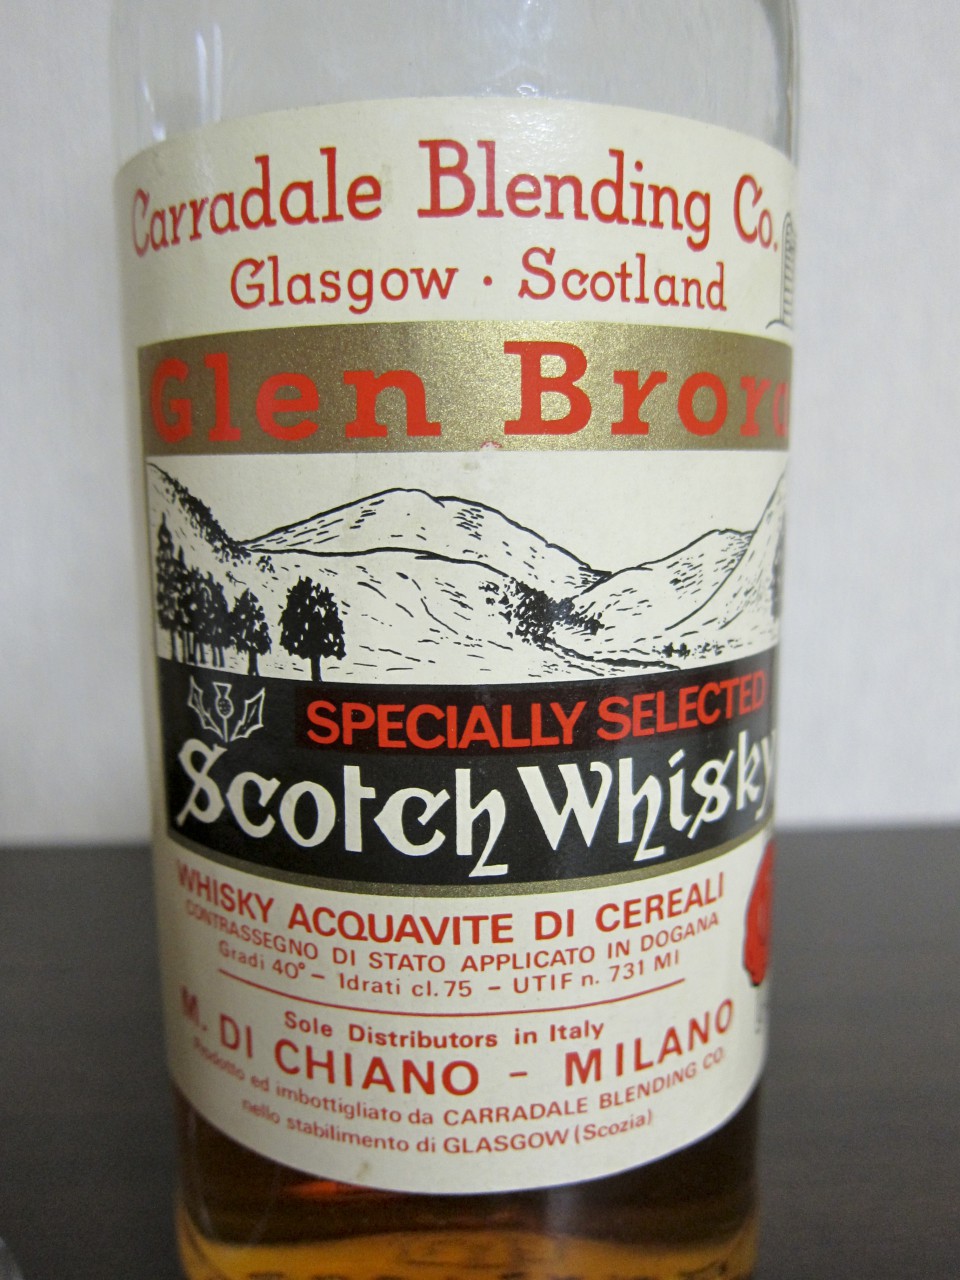 Carradale Blending Co.
Glasgow · Scotland
Glen
SPECIALLY SELECTED
Scotch Whisky
WHISKY ACQUAVITE DI CEREALI
CONTRASSEGNO DI STATO APPLICATO IN DOGANA
Gradi 40° - Idrati cl. 75 - UTIF n. 731 MI
Sole Distributors in Italy
M. DI CHIANO - MILANO
Prodotto ed imbottigliato da CARRADALE BLENDING CO.
nello stabilimento di GLASGOW (Scozia)